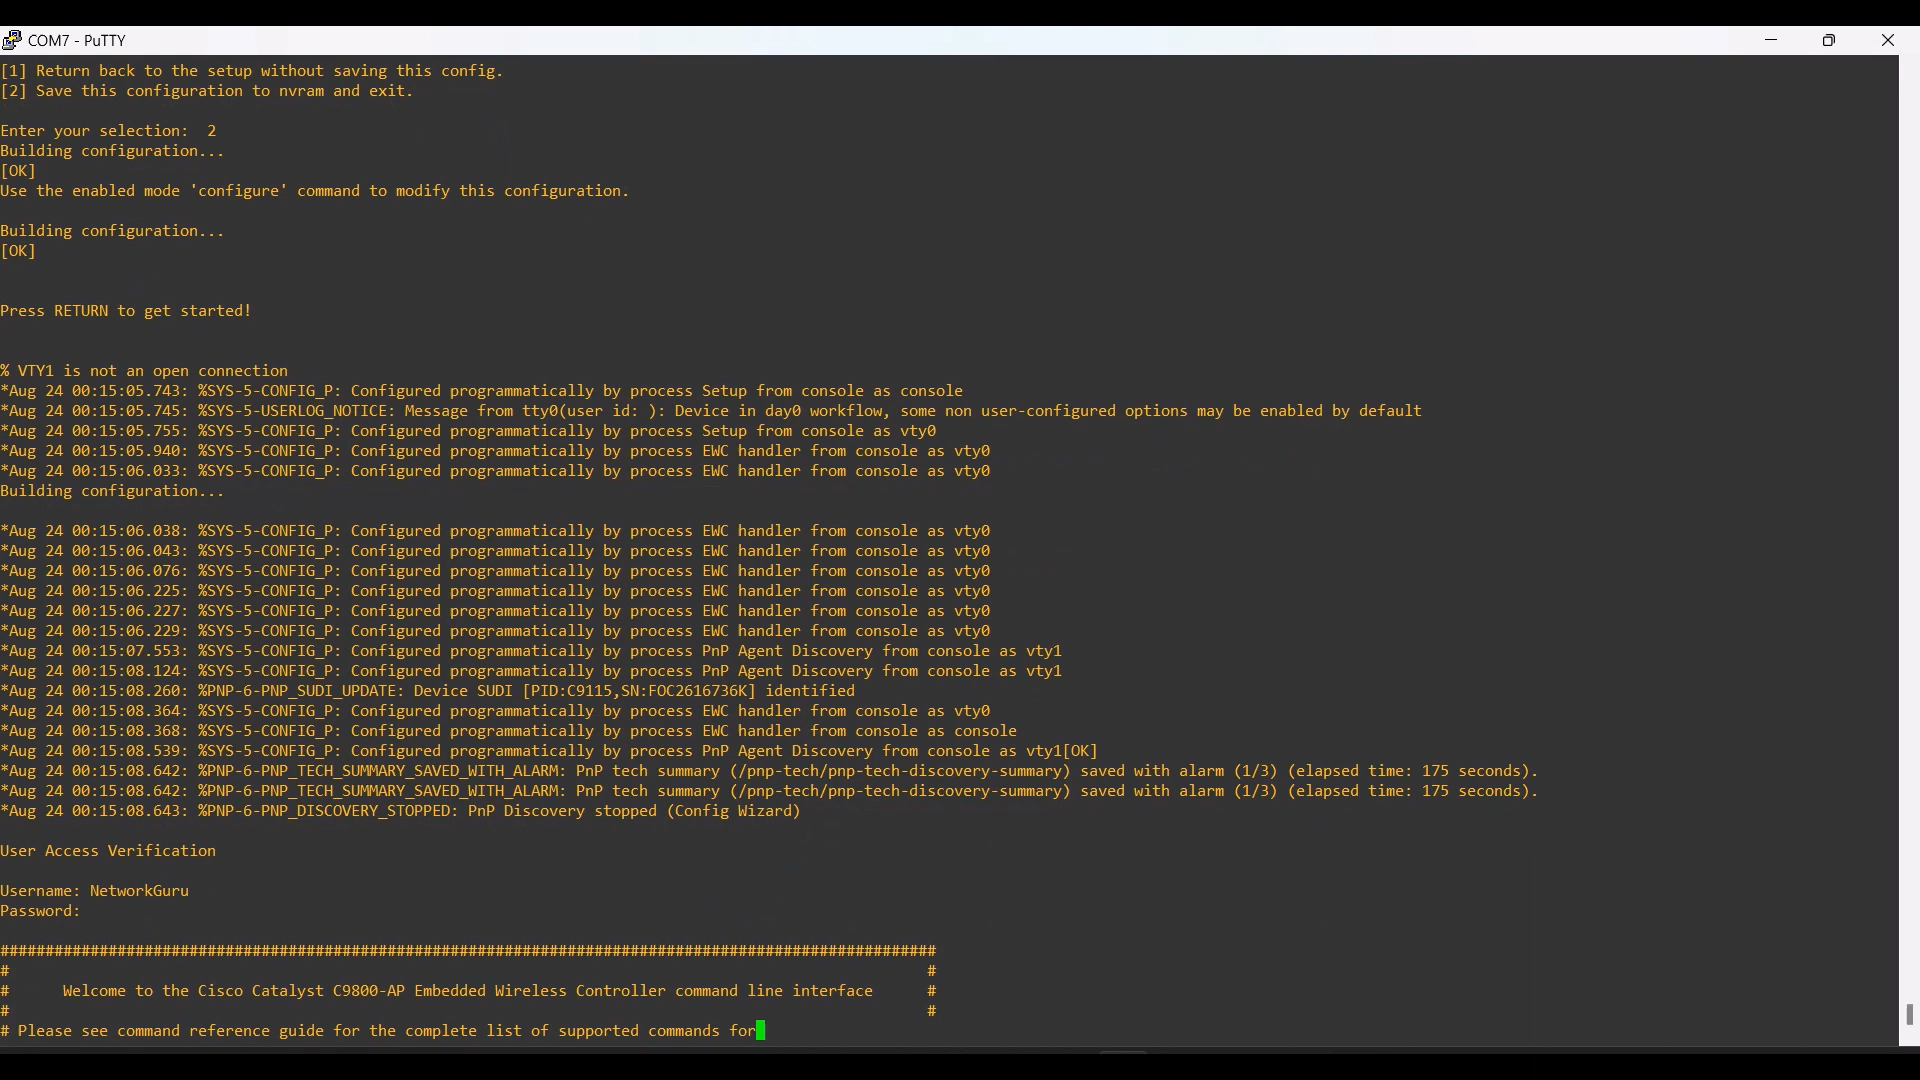 COM7 - PuTTY
[1] Return back to the setup without saving this config.
[2] Save this configuration to nvram and exit.
Enter your selection:  2
Building configuration...
[OK]
Use the enabled mode 'configure' command to modify this configuration.
Building configuration...
[OK]
Press RETURN to get started!
% VTY1 is not an open connection
*Aug 24 00:15:05.743: %SYS-5-CONFIG_P: Configured programmatically by process Setup from console as console
*Aug 24 00:15:05.745: %SYS-5-USERLOG_NOTICE: Message from tty0(user id: ): Device in day0 workflow, some non user-configured options may be enabled by default
*Aug 24 00:15:05.755: %SYS-5-CONFIG_P: Configured programmatically by process Setup from console as vty0
*Aug 24 00:15:05.940: %SYS-5-CONFIG_P: Configured programmatically by process EWC handler from console as vty0
*Aug 24 00:15:06.033: %SYS-5-CONFIG_P: Configured programmatically by process EWC handler from console as vty0
Building configuration...
*Aug 24 00:15:06.038: %SYS-5-CONFIG_P: Configured programmatically by process EWC handler from console as vty0
*Aug 24 00:15:06.043: %SYS-5-CONFIG_P: Configured programmatically by process EWC handler from console as vty0
*Aug 24 00:15:06.076: %SYS-5-CONFIG_P: Configured programmatically by process EWC handler from console as vty0
*Aug 24 00:15:06.225: %SYS-5-CONFIG_P: Configured programmatically by process EWC handler from console as vty0
*Aug 24 00:15:06.227: %SYS-5-CONFIG_P: Configured programmatically by process EWC handler from console as vty0
*Aug 24 00:15:06.229: %SYS-5-CONFIG_P: Configured programmatically by process EWC handler from console as vty0
*Aug 24 00:15:07.553: %SYS-5-CONFIG_P: Configured programmatically by process PnP Agent Discovery from console as vty1
*Aug 24 00:15:08.124: %SYS-5-CONFIG_P: Configured programmatically by process PnP Agent Discovery from console as vty1
*Aug 24 00:15:08.260: %PNP-6-PNP_SUDI_UPDATE: Device SUDI [PID:C9115,SN:FOC2616736K] identified
*Aug 24 00:15:08.364: %SYS-5-CONFIG_P: Configured programmatically by process EWC handler from console as vty0
*Aug 24 00:15:08.368: %SYS-5-CONFIG_P: Configured programmatically by process EWC handler from console as console
*Aug 24 00:15:08.539: %SYS-5-CONFIG_P: Configured programmatically by process PnP Agent Discovery from console as vty1[OK]
*Aug 24 00:15:08.642: %PNP-6-PNP_TECH_SUMMARY_SAVED_WITH_ALARM: PnP tech summary (/pnp-tech/pnp-tech-discovery-summary) saved with alarm (1/3) (elapsed time: 175 seconds).
*Aug 24 00:15:08.642: %PNP-6-PNP_TECH_SUMMARY_SAVED_WITH_ALARM: PnP tech summary (/pnp-tech/pnp-tech-discovery-summary) saved with alarm (1/3) (elapsed time: 175 seconds).
*Aug 24 00:15:08.643: %PNP-6-PNP_DISCOVERY_STOPPED: PnP Discovery stopped (Config Wizard)
User Access Verification
Username: NetworkGuru
Password:
########################################################################################################
#                                                                                                      #
#      Welcome to the Cisco Catalyst C9800-AP Embedded Wireless Controller command line interface      #
#                                                                                                      #
# Please see command reference guide for the complete list of supported commands for